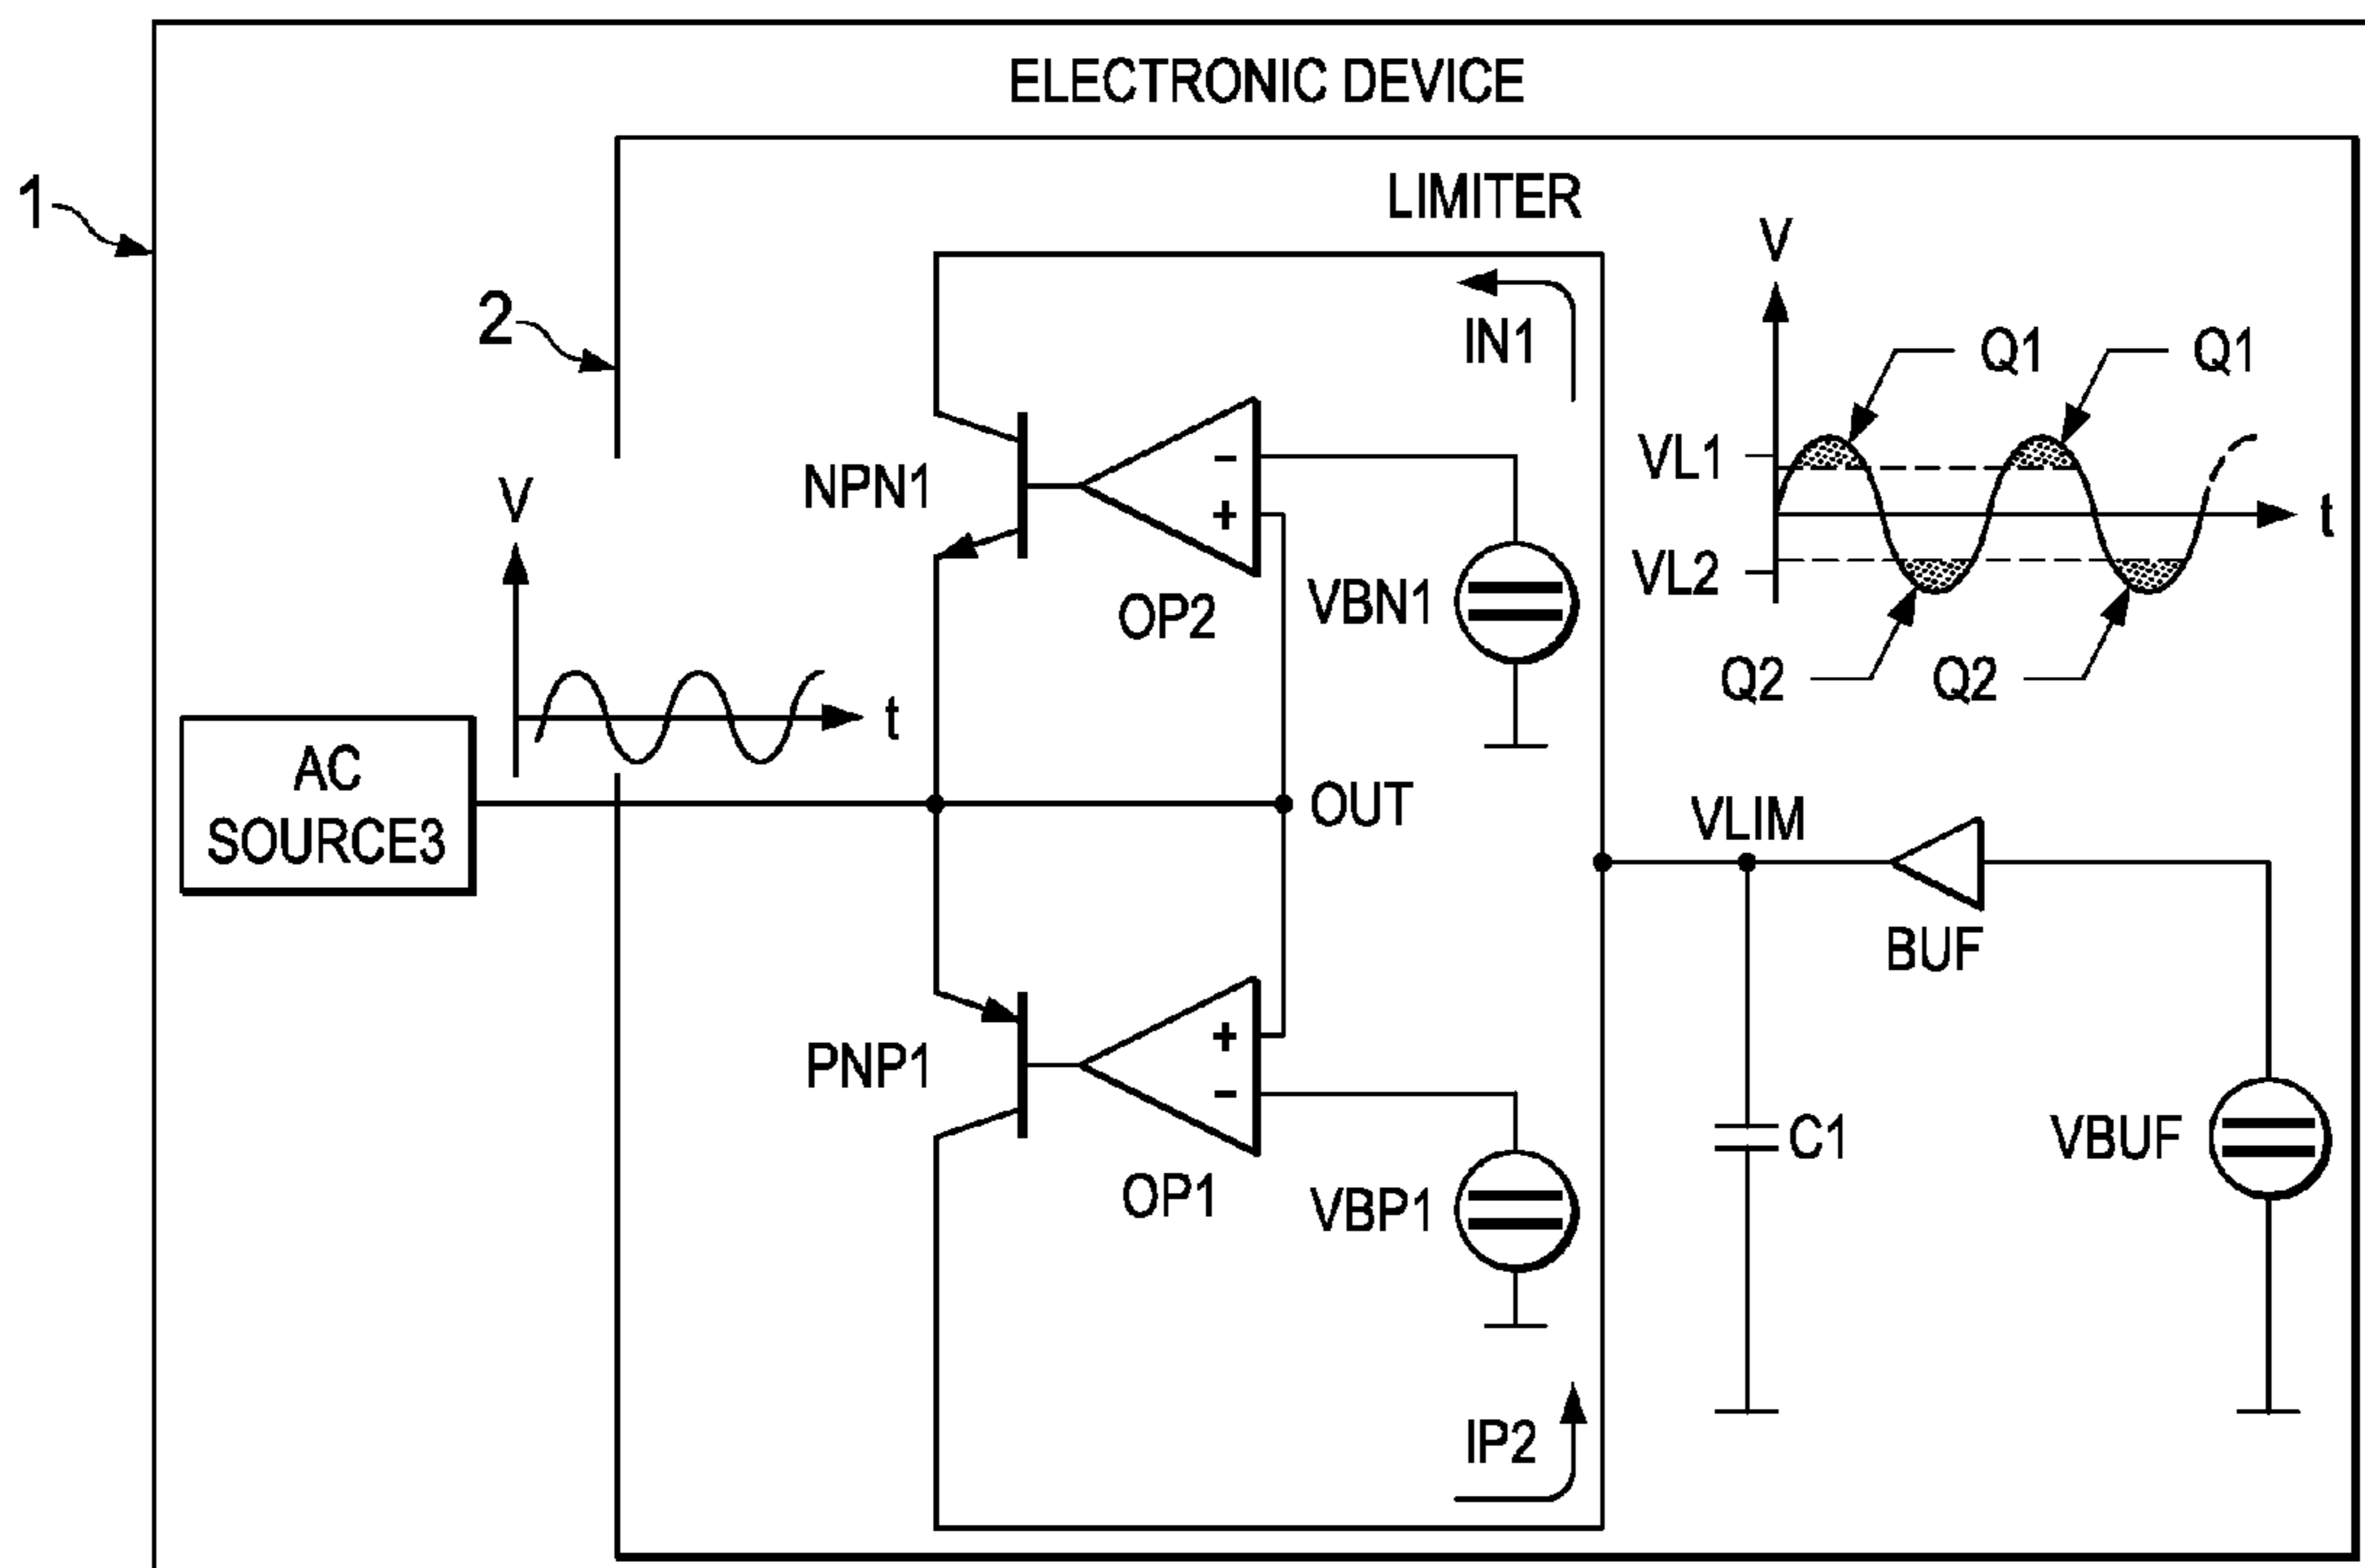 ELECTRONIC DEVICE
1
LIMITER
2
V
IN1
Q1
Q1
VL1
NPN1
-
+
V
t
VL2
VBN1
OP2
Q2
Q2
t
AC
SOURCE3
OUT
VLIM
BUF
+
-
PNP1
C1
VBUF
OP1
VBP1
IP2